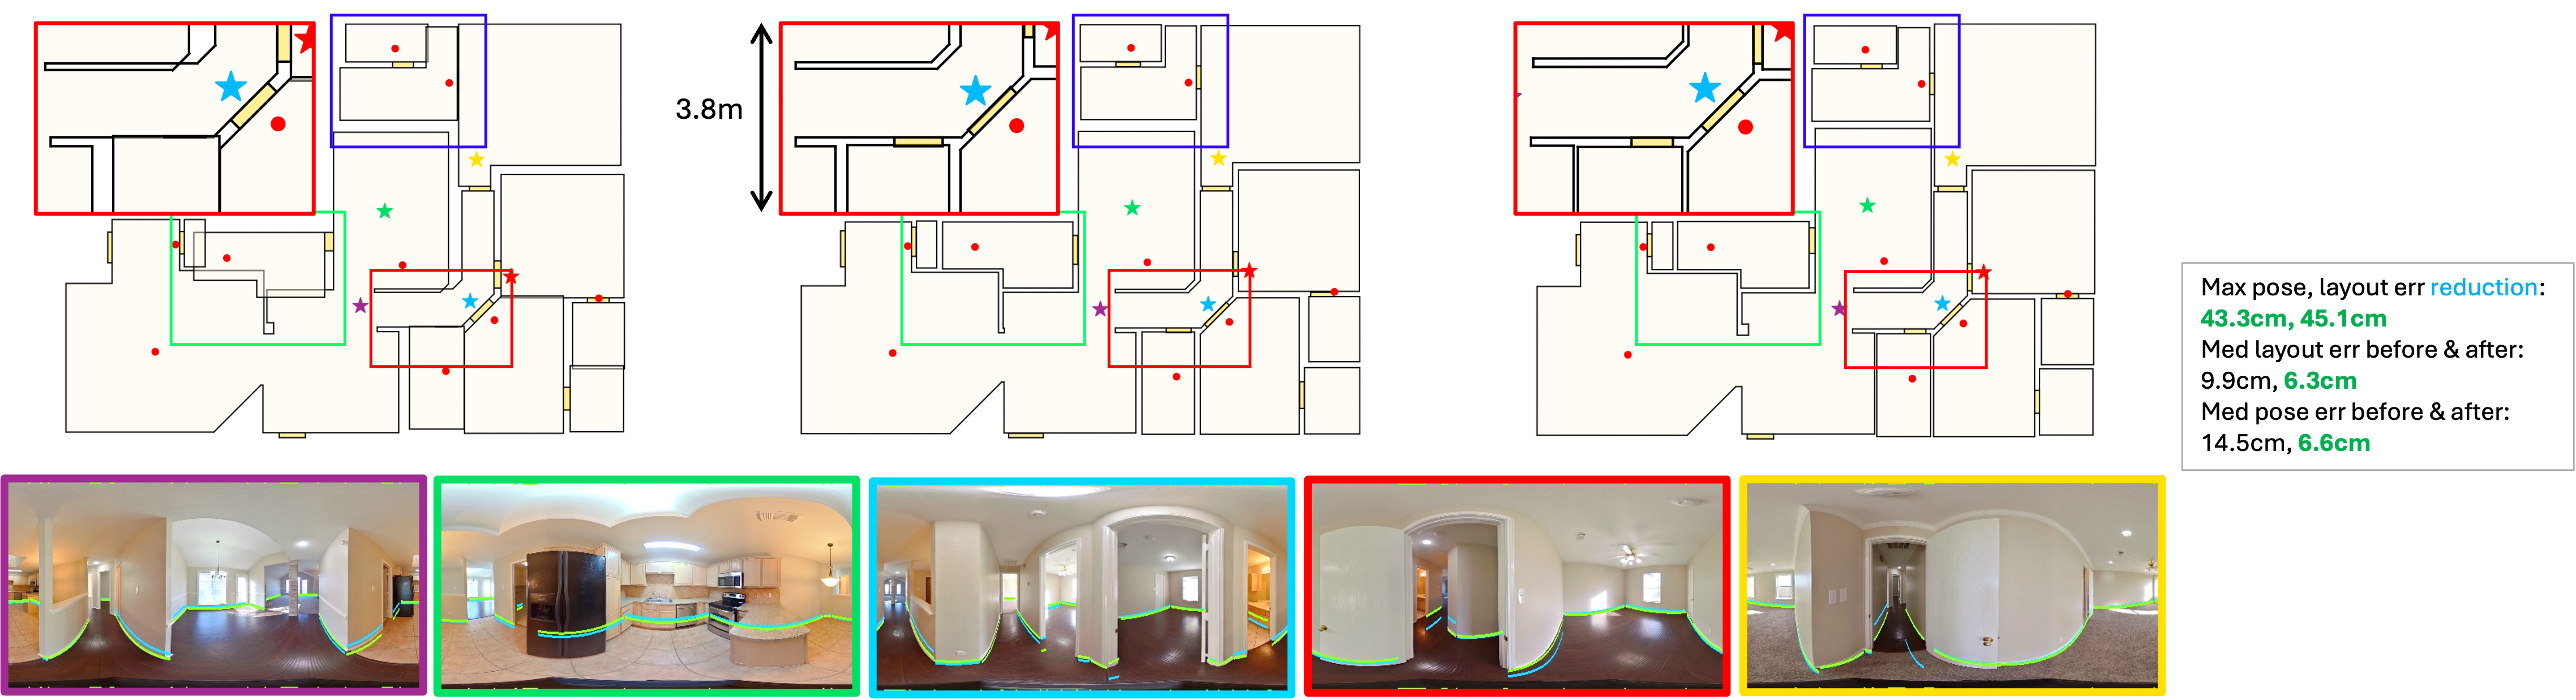 3.8m
Max pose, layout err reduction:
43.3cm, 45.1cm
Med layout err before & after:
9.9cm, 6.3cm
Med pose err before & after:
14.5cm, 6.6cm